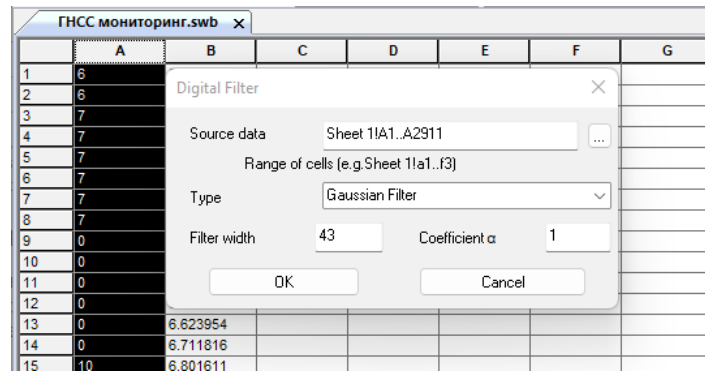 ГНСС мониторинг.swb x
A B C D E F G
1 6
2 6
3 7
4 7
5 7
6 7
7 7
8 7
9 0
10 0
11 0
12 0
13 0 6.623954
14 0 6.711816
15 10 6.801611
Digital Filter
Source data Sheet 1!A1..A2911 ...
Range of cells (e.g.Sheet 1!a1..f3)
Type Gaussian Filter
Filter width 43 Coefficient α 1
OK Cancel